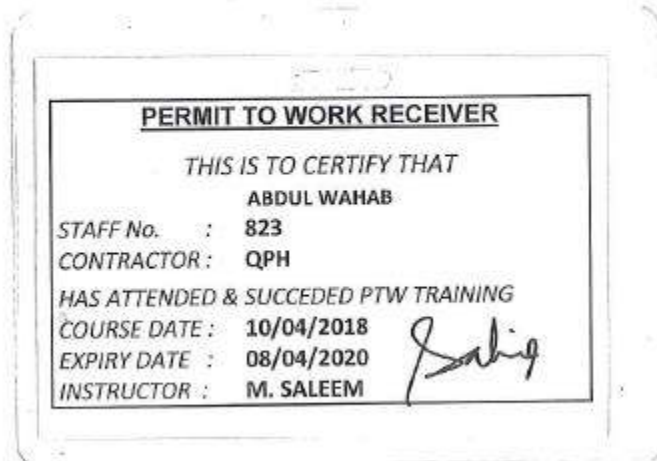 PERMIT TO WORK RECEIVER
THIS IS TO CERTIFY THAT
ABDUL WAHAB
STAFF No. : 823
CONTRACTOR : QPH
HAS ATTENDED & SUCCEDED PTW TRAINING
COURSE DATE : 10/04/2018
EXPIRY DATE : 08/04/2020
INSTRUCTOR : M. SALEEM